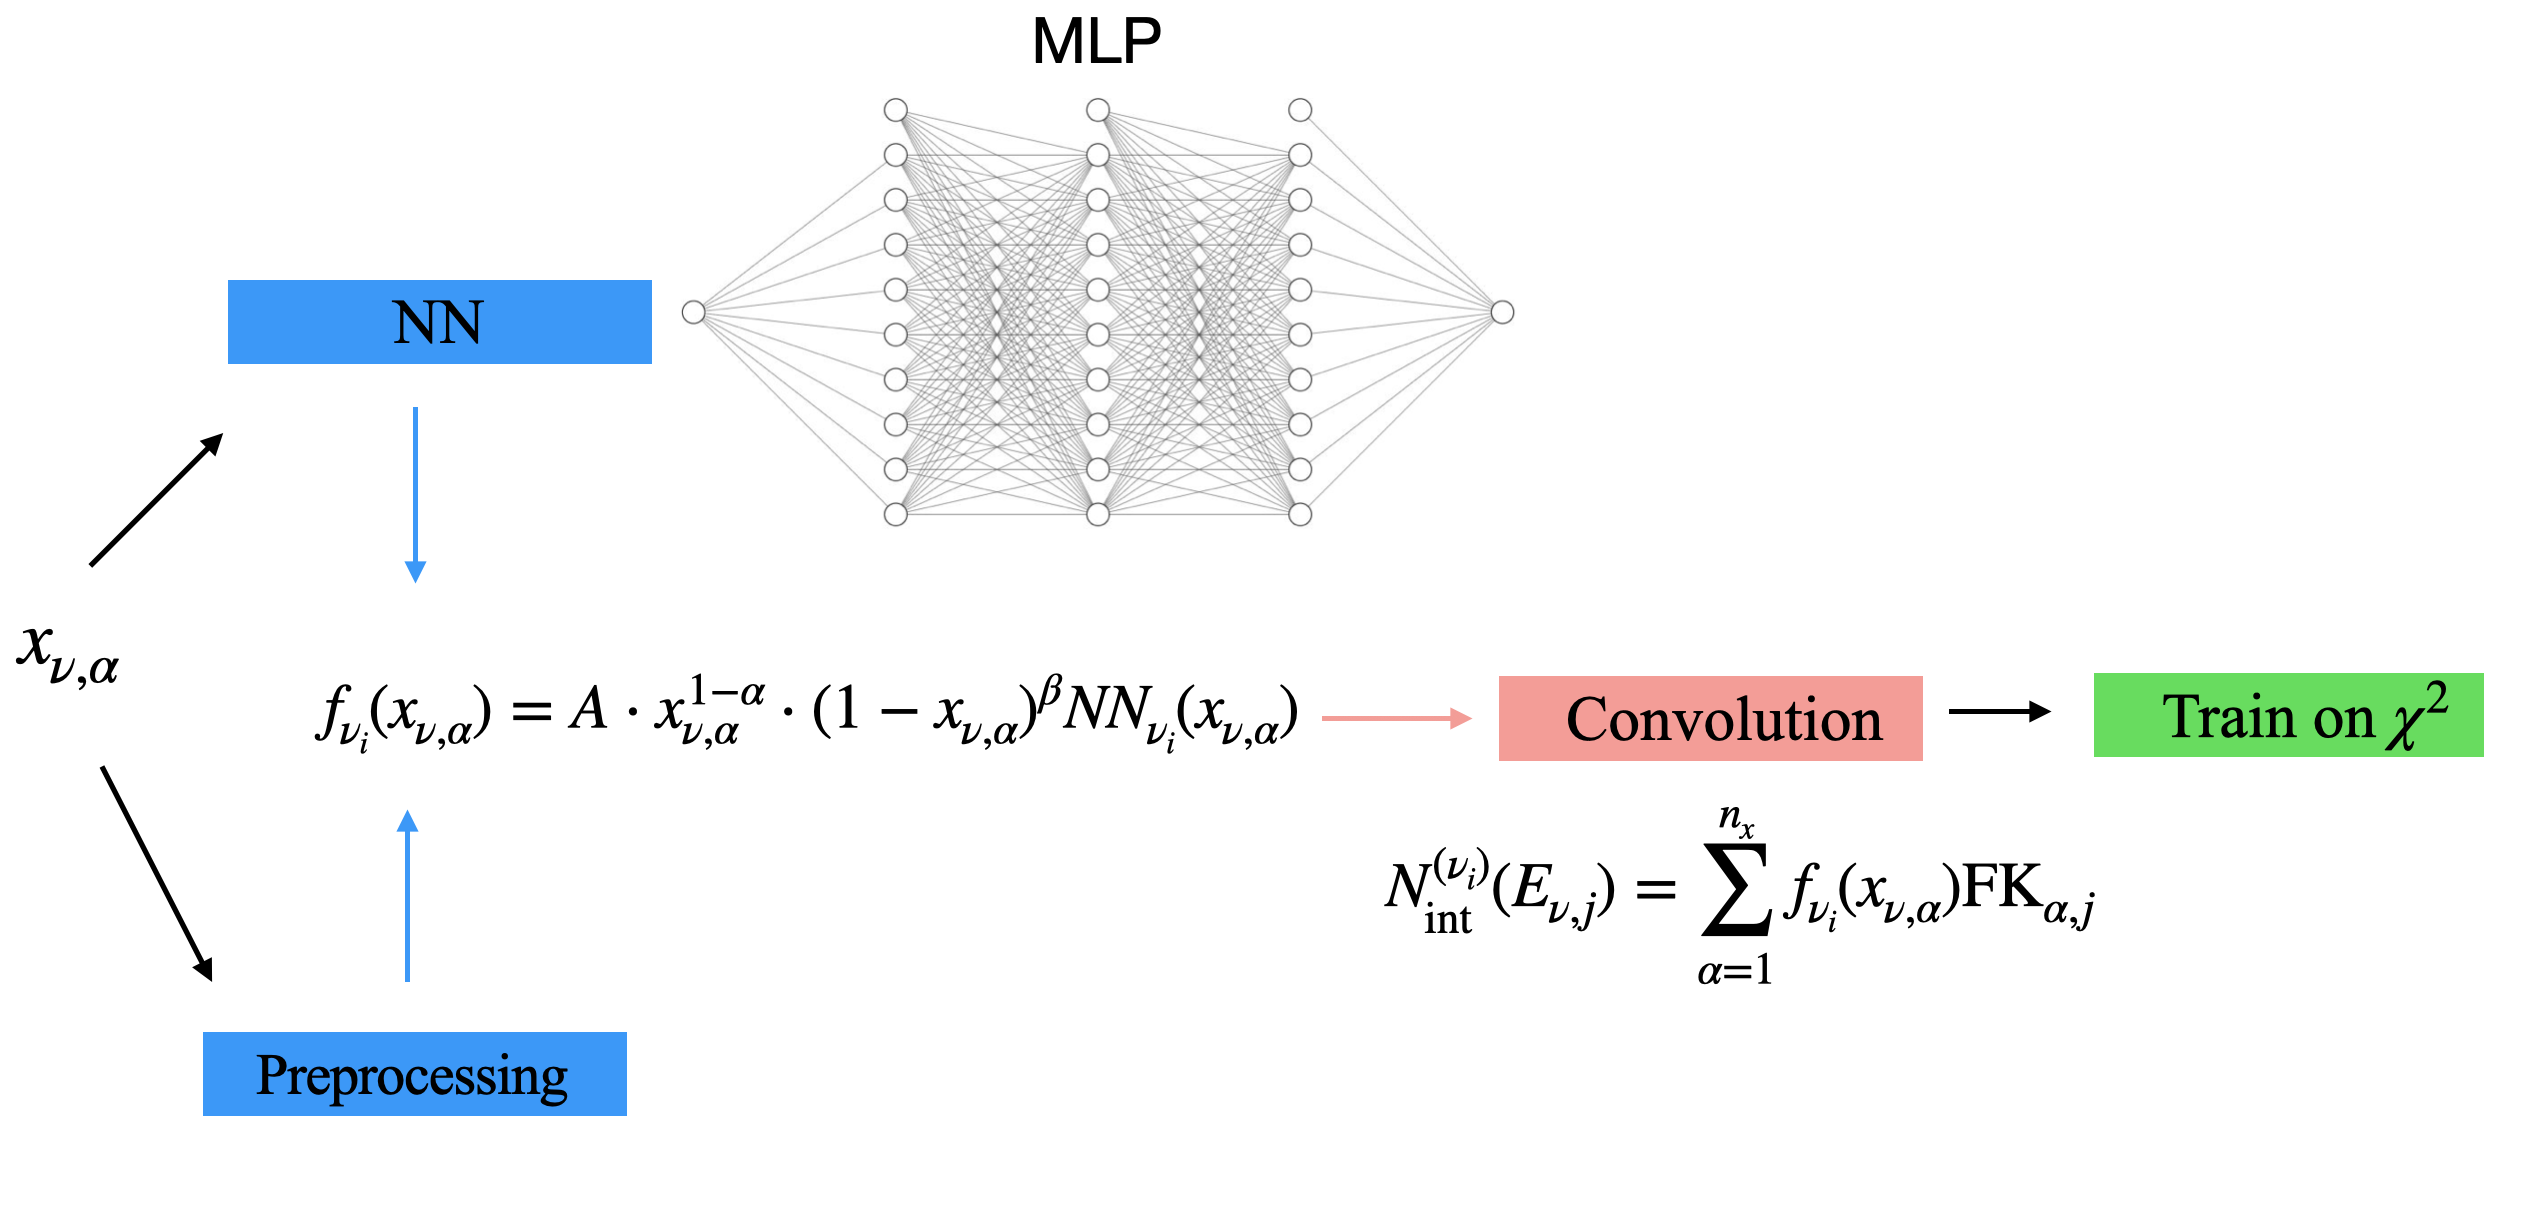 MLP
NN
$x_{\nu,\alpha}$
$f_{\nu_i}(x_{\nu,\alpha}) = A \cdot x_{\nu,\alpha}^{1-\alpha} \cdot (1 - x_{\nu,\alpha})^{\beta} NN_{\nu_i}(x_{\nu,\alpha})$
Convolution
Train on $\chi^2$
$N_{\text{int}}^{(\nu_i)}(E_{\nu,j}) = \sum_{\alpha=1}^{n_x} f_{\nu_i}(x_{\nu,\alpha}) \text{FK}_{\alpha,j}$
Preprocessing